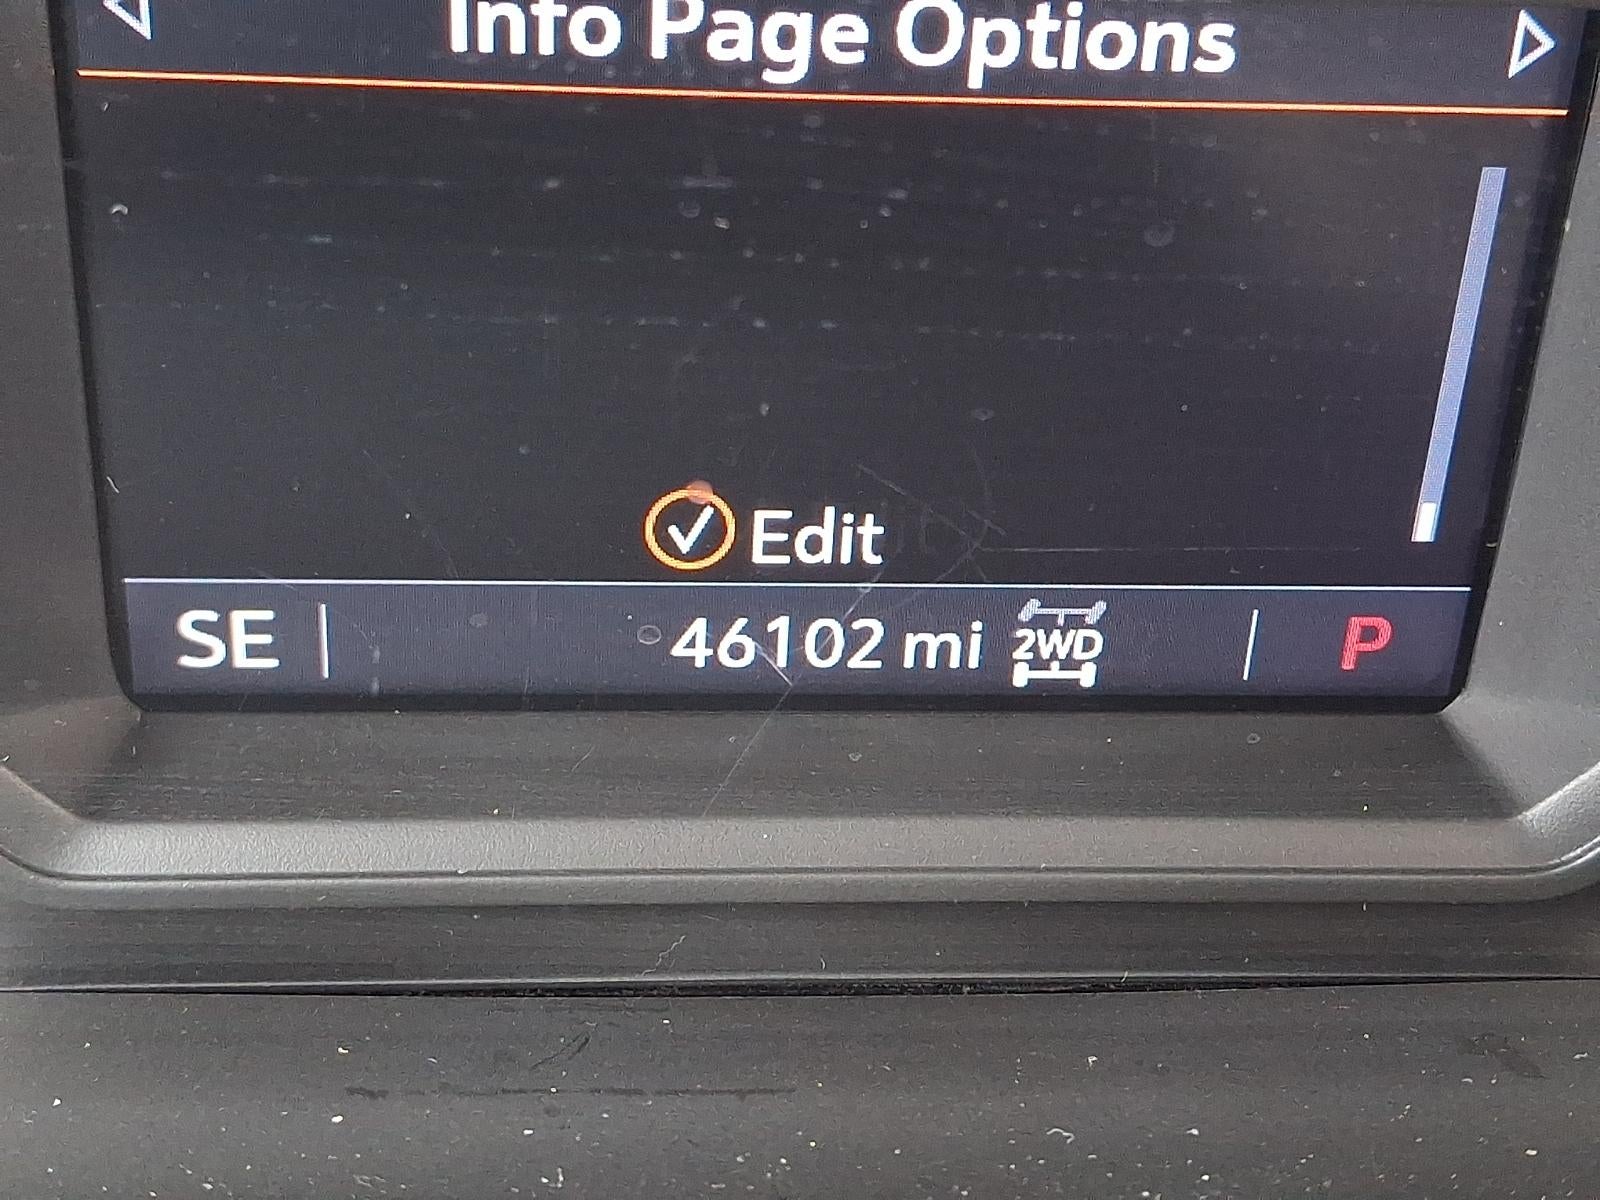 Info Page Options
Edit
SE 46102 mi 2WD P